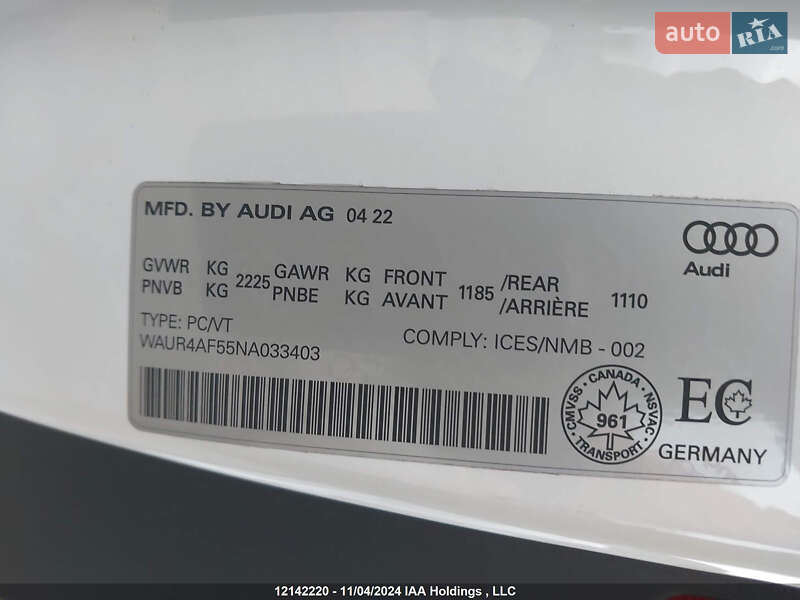 auto RIA
.com
MFD. BY AUDI AG 04 22
Audi
GVWR KG 2225 GAWR KG FRONT 1185 /REAR 1110
PNVB KG PNBE KG AVANT /ARRIÈRE
TYPE: PC/VT
COMPLY: ICES/NMB - 002
WAUR4AF55NA033403
CANADA
CMVSS
NSVAC
961
TRANSPORT
EC
GERMANY
12142220 - 11/04/2024 IAA Holdings , LLC